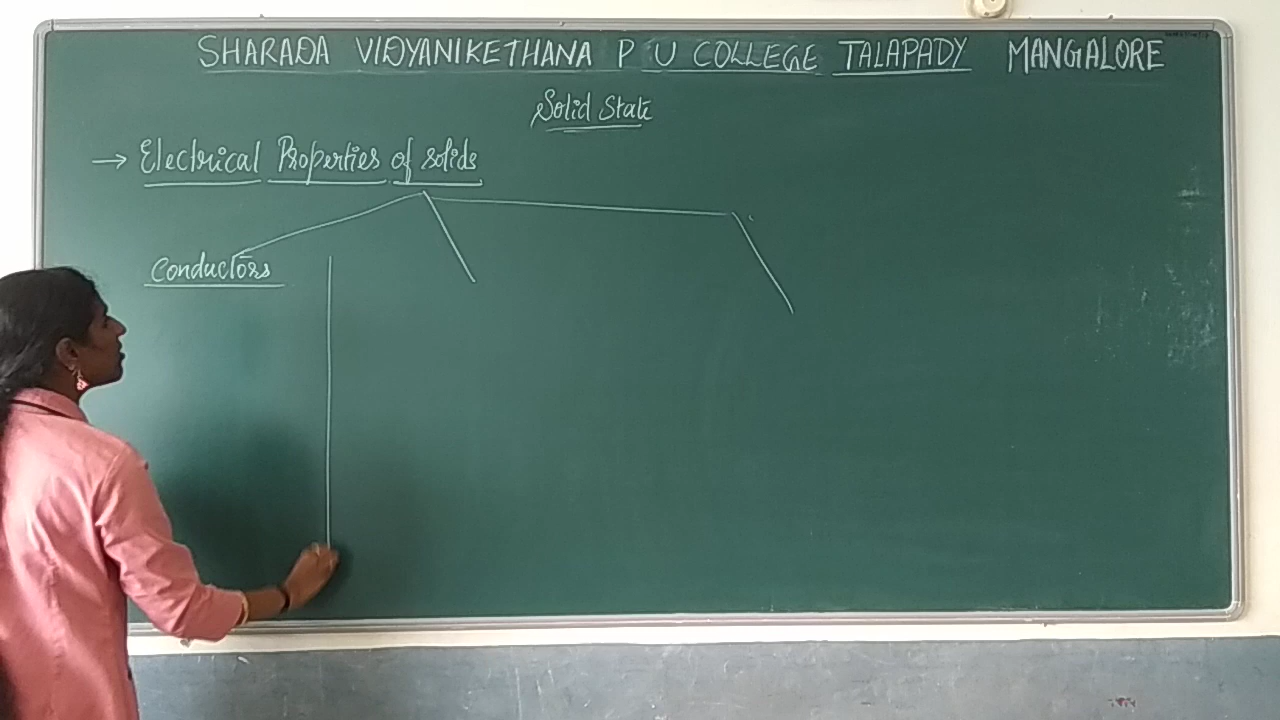 SHARADA VIDYANIKETHANA P U COLLEGE TALAPADY MANGALORE
Solid State
→ Electrical Properties of solids
Conductors